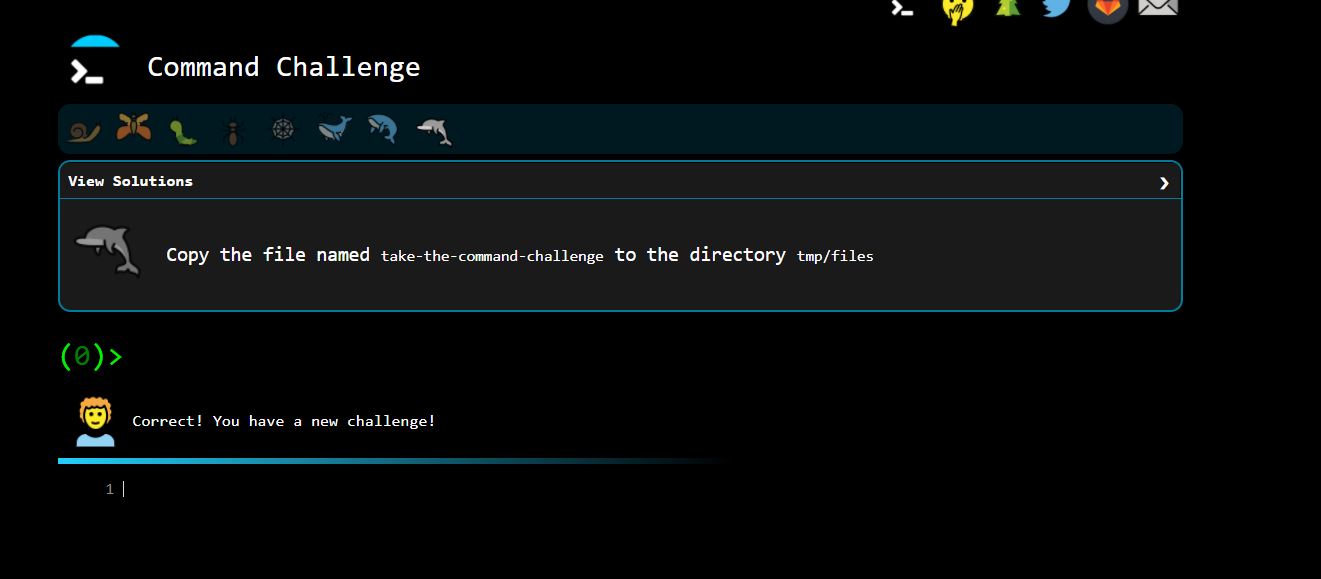 Command Challenge
View Solutions
Copy the file named take-the-command-challenge to the directory tmp/files
(0)>
Correct! You have a new challenge!
1